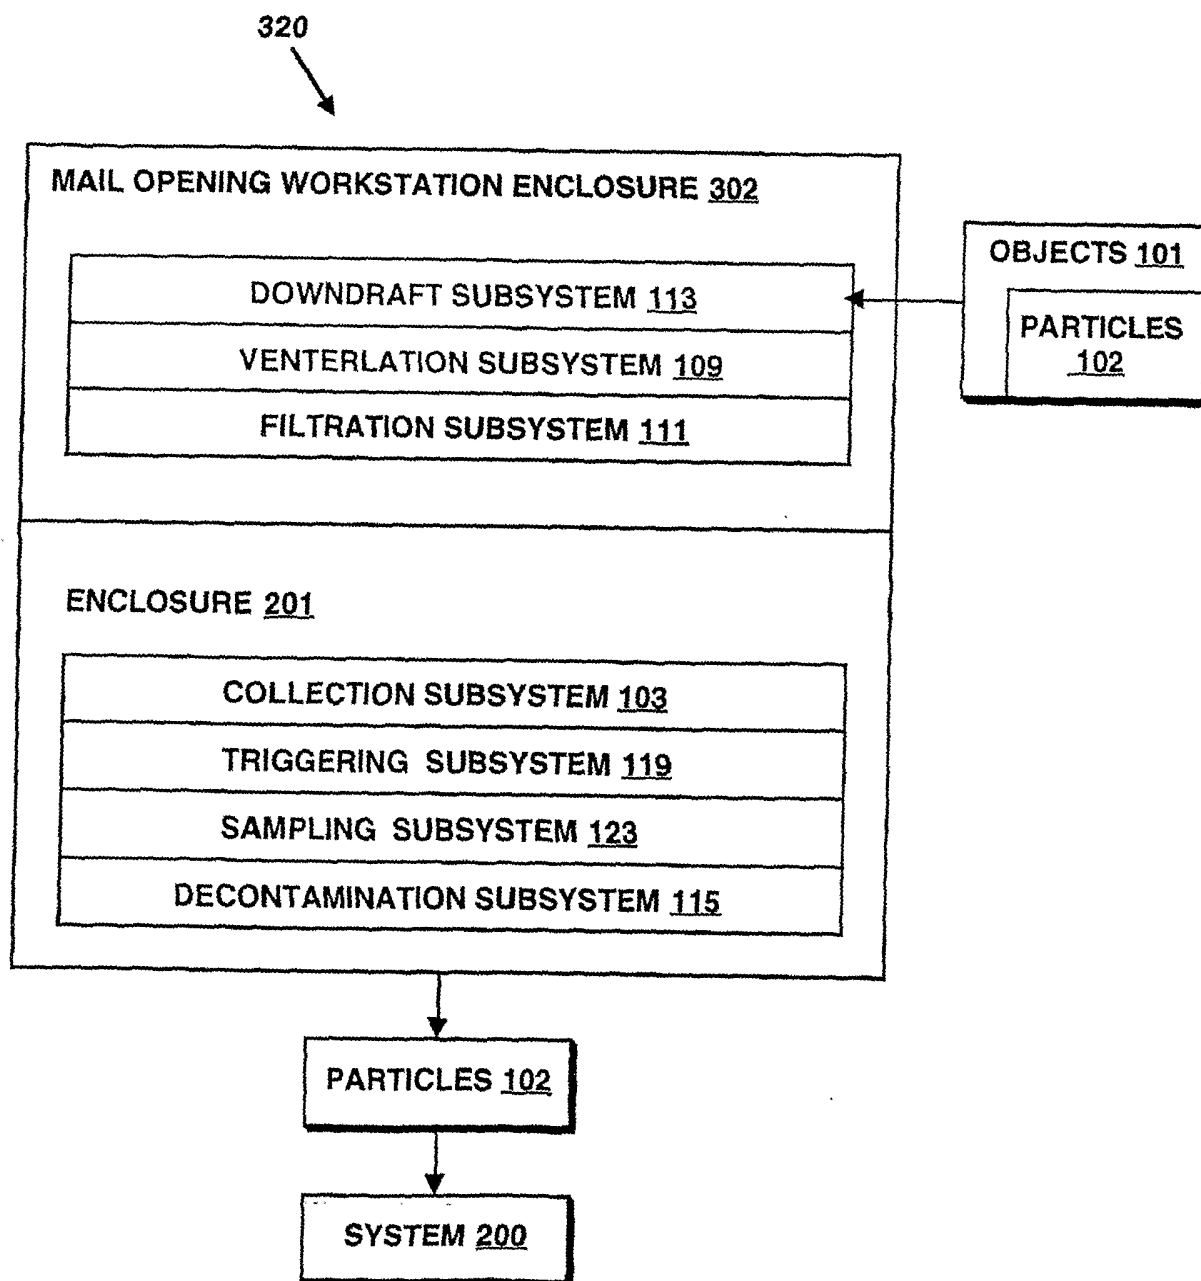 320
MAIL OPENING WORKSTATION ENCLOSURE 302
OBJECTS 101
DOWNDRAFT SUBSYSTEM 113
PARTICLES
102
VENTERLATION SUBSYSTEM 109
FILTRATION SUBSYSTEM 111
ENCLOSURE 201
COLLECTION SUBSYSTEM 103
TRIGGERING SUBSYSTEM 119
SAMPLING SUBSYSTEM 123
DECONTAMINATION SUBSYSTEM 115
PARTICLES 102
SYSTEM 200